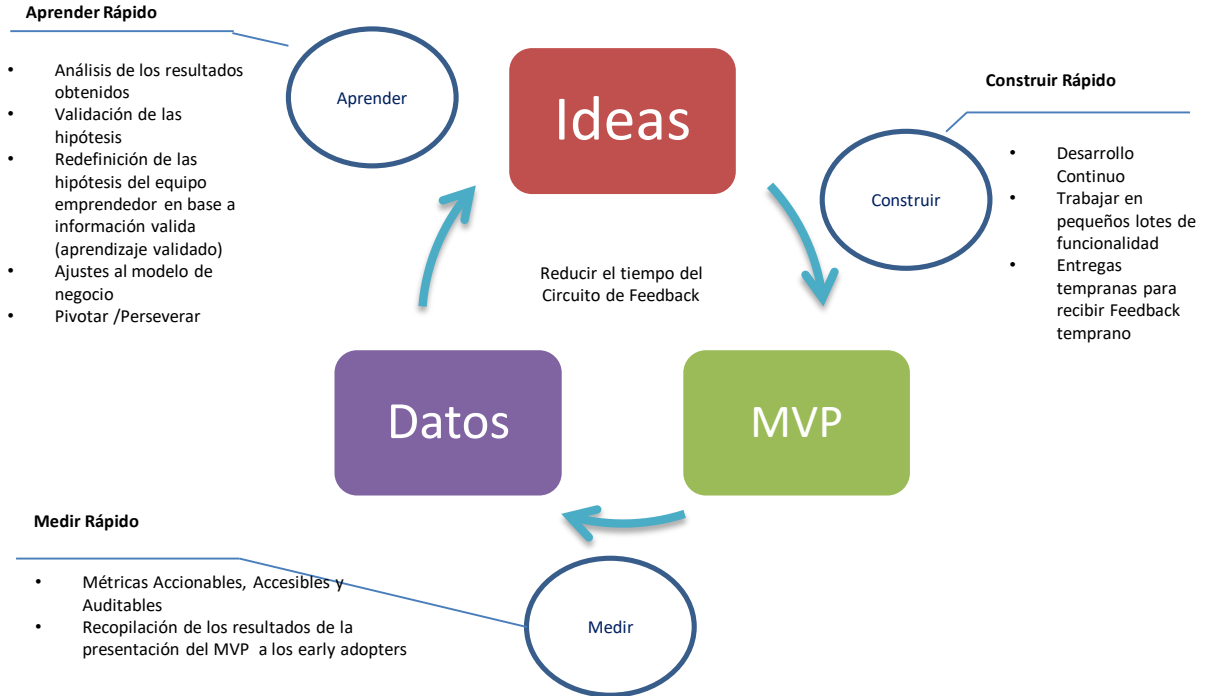 Aprender Rápido
• Análisis de los resultados
obtenidos
• Validación de las
hipótesis
• Redefinición de las
hipótesis del equipo
emprendedor en base a
información valida
(aprendizaje validado)
• Ajustes al modelo de
negocio
• Pivotar /Perseverar
Aprender
Ideas
Construir Rápido
Construir
• Desarrollo
Continuo
• Trabajar en
pequeños lotes de
funcionalidad
• Entregas
tempranas para
recibir Feedback
temprano
Reducir el tiempo del
Circuito de Feedback
Datos
MVP
Medir Rápido
• Métricas Accionables, Accesibles y
Auditables
• Recopilación de los resultados de la
presentación del MVP a los early adopters
Medir